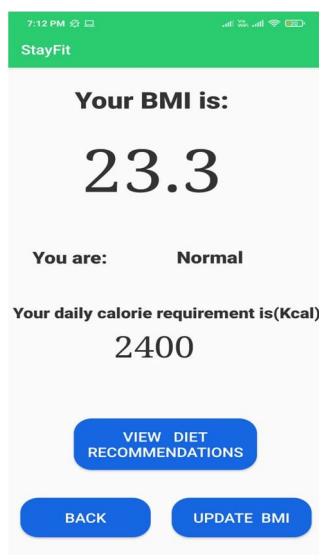 7:12 PM
StayFit
Your BMI is:
23.3
You are: Normal
Your daily calorie requirement is(Kcal)
2400
VIEW DIET
RECOMMENDATIONS
BACK UPDATE BMI